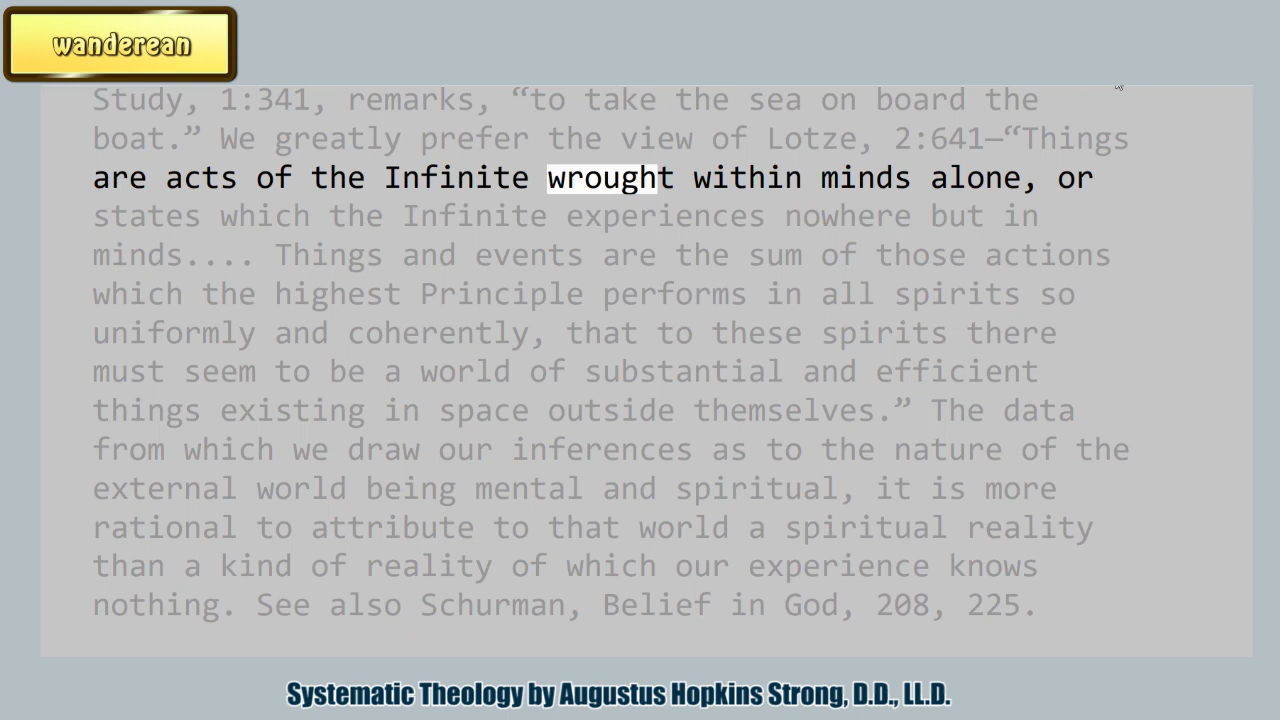 wanderean
Study, 1:341, remarks, “to take the sea on board the
boat.” We greatly prefer the view of Lotze, 2:641—“Things
are acts of the Infinite wrought within minds alone, or
states which the Infinite experiences nowhere but in
minds.... Things and events are the sum of those actions
which the highest Principle performs in all spirits so
uniformly and coherently, that to these spirits there
must seem to be a world of substantial and efficient
things existing in space outside themselves.” The data
from which we draw our inferences as to the nature of the
external world being mental and spiritual, it is more
rational to attribute to that world a spiritual reality
than a kind of reality of which our experience knows
nothing. See also Schurman, Belief in God, 208, 225.
Systematic Theology by Augustus Hopkins Strong, D.D., LL.D.